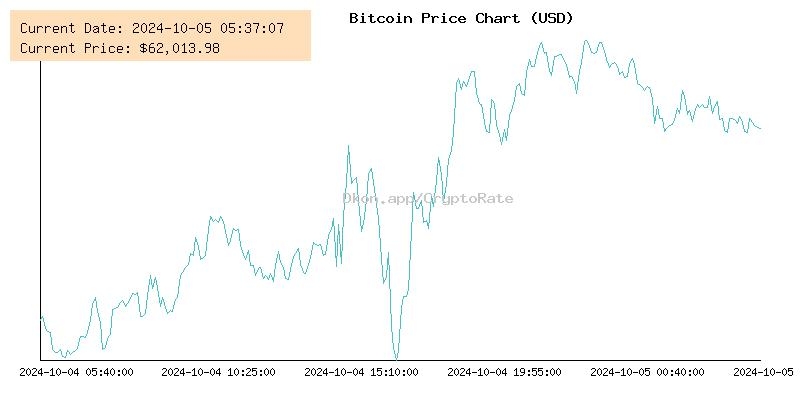 Bitcoin Price Chart (USD)
Current Date: 2024-10-05 05:37:07
Current Price: $62,013.98
Dkon.app/CryptoRate
2024-10-04 05:40:00 2024-10-04 10:25:00 2024-10-04 15:10:00 2024-10-04 19:55:00 2024-10-05 00:40:00 2024-10-05